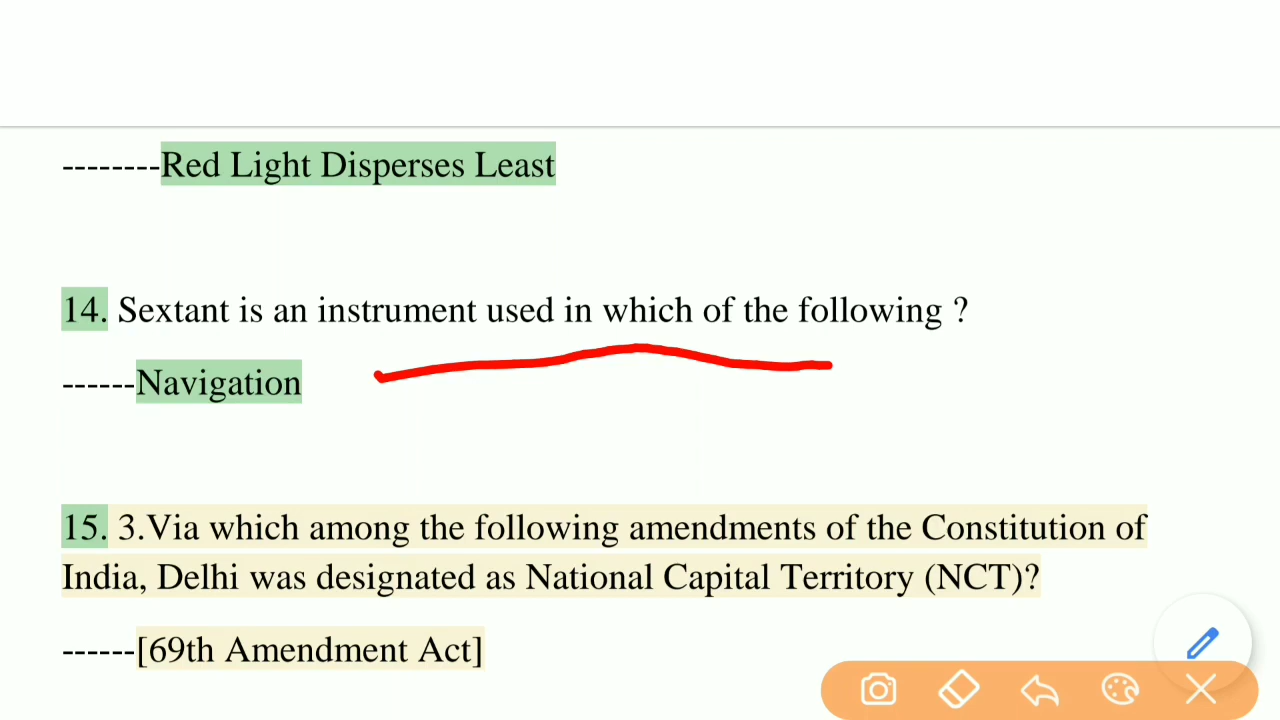 --------Red Light Disperses Least
14. Sextant is an instrument used in which of the following ?
------Navigation
15. 3.Via which among the following amendments of the Constitution of
India, Delhi was designated as National Capital Territory (NCT)?
------[69th Amendment Act]